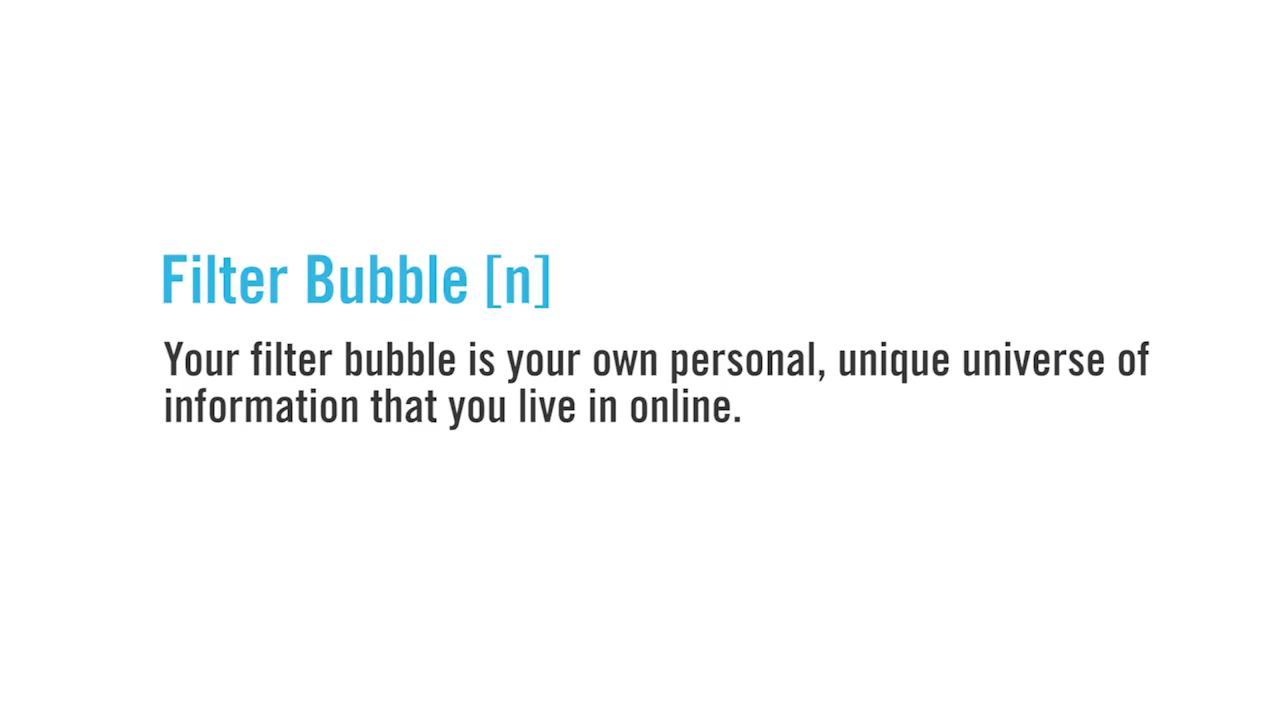 Filter Bubble [n]
Your filter bubble is your own personal, unique universe of
information that you live in online.